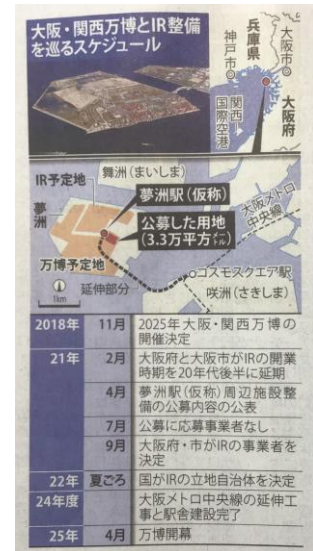 大阪・関西万博とIR整備
を巡るスケジュール
兵庫県
神戸市
大阪市
大阪府
関西
国際空港
舞洲(まいしま)
IR予定地
夢洲駅(仮称)
夢洲
公募した用地
(3.3万平方メートル)
大阪メトロ
中央線
万博予定地
コスモスクエア駅
延伸部分
咲洲(さきしま)
1km
2018年 11月 2025年大阪・関西万博の
開催決定
21年 2月 大阪府と大阪市がIRの開業
時期を20年代後半に延期
4月 夢洲駅(仮称)周辺施設整
備の公募内容の公表
7月 公募に応募事業者なし
9月 大阪府・市がIRの事業者を
決定
22年 夏ごろ 国がIRの立地自治体を決定
24年度 大阪メトロ中央線の延伸工
事と駅舎建設完了
25年 4月 万博開幕